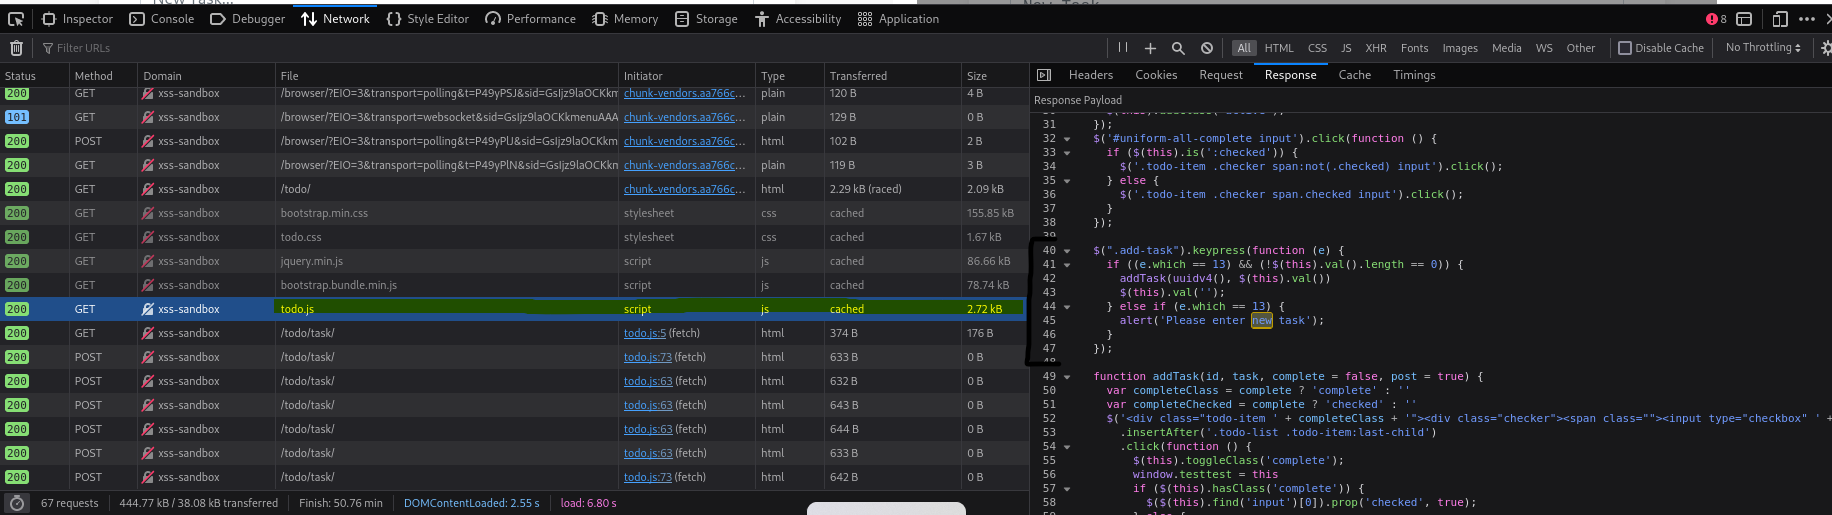 New Task...
New Task
Inspector Console Debugger Network Style Editor Performance Memory Storage Accessibility Application 8
Filter URLs All HTML CSS JS XHR Fonts Images Media WS Other Disable Cache No Throttling
Status Method Domain File Initiator Type Transferred Size
200 GET xss-sandbox /browser/?EIO=3&transport=polling&t=P49yPSJ&sid=GsIjz9laOCKkm chunk-vendors.aa766c... plain 120 B 4 B
101 GET xss-sandbox /browser/?EIO=3&transport=websocket&sid=GsIjz9laOCKkmenuAAA chunk-vendors.aa766c... plain 129 B 0 B
200 POST xss-sandbox /browser/?EIO=3&transport=polling&t=P49yPlU&sid=GsIjz9laOCKkm chunk-vendors.aa766c... html 102 B 2 B
200 GET xss-sandbox /browser/?EIO=3&transport=polling&t=P49yPlN&sid=GsIjz9laOCKkm chunk-vendors.aa766c... plain 119 B 3 B
200 GET xss-sandbox /todo/ chunk-vendors.aa766c... html 2.29 kB (raced) 2.09 kB
200 GET xss-sandbox bootstrap.min.css stylesheet css cached 155.85 kB
200 GET xss-sandbox todo.css stylesheet css cached 1.67 kB
200 GET xss-sandbox jquery.min.js script js cached 86.66 kB
200 GET xss-sandbox bootstrap.bundle.min.js script js cached 78.74 kB
200 GET xss-sandbox todo.js script js cached 2.72 kB
200 GET xss-sandbox /todo/task/ todo.js:5 (fetch) html 374 B 176 B
200 POST xss-sandbox /todo/task/ todo.js:73 (fetch) html 633 B 0 B
200 POST xss-sandbox /todo/task/ todo.js:63 (fetch) html 632 B 0 B
200 POST xss-sandbox /todo/task/ todo.js:63 (fetch) html 643 B 0 B
200 POST xss-sandbox /todo/task/ todo.js:63 (fetch) html 644 B 0 B
200 POST xss-sandbox /todo/task/ todo.js:63 (fetch) html 633 B 0 B
200 POST xss-sandbox /todo/task/ todo.js:73 (fetch) html 642 B 0 B
67 requests 444.77 kB / 38.08 kB transferred Finish: 50.76 min DOMContentLoaded: 2.55 s load: 6.80 s
Headers Cookies Request Response Cache Timings
Response Payload
31 });
32 $('#uniform-all-complete input').click(function () {
33 if ($(this).is(':checked')) {
34 $('.todo-item .checker span:not(.checked) input').click();
35 } else {
36 $('.todo-item .checker span.checked input').click();
37 }
38 });
39
40 $(".add-task").keypress(function (e) {
41 if ((e.which == 13) && (!$(this).val().length == 0)) {
42 addTask(uuidv4(), $(this).val())
43 $(this).val('');
44 } else if (e.which == 13) {
45 alert('Please enter new task');
46 }
47 });
48
49 function addTask(id, task, complete = false, post = true) {
50 var completeClass = complete ? 'complete' : ''
51 var completeChecked = complete ? 'checked' : ''
52 $('<div class="todo-item ' + completeClass + '"><div class="checker"><span class=""><input type="checkbox" ' +
53 .insertAfter('.todo-list .todo-item:last-child')
54 .click(function () {
55 $(this).toggleClass('complete');
56 window.testtest = this
57 if ($(this).hasClass('complete')) {
58 $($(this).find('input')[0]).prop('checked', true);
59 } else {